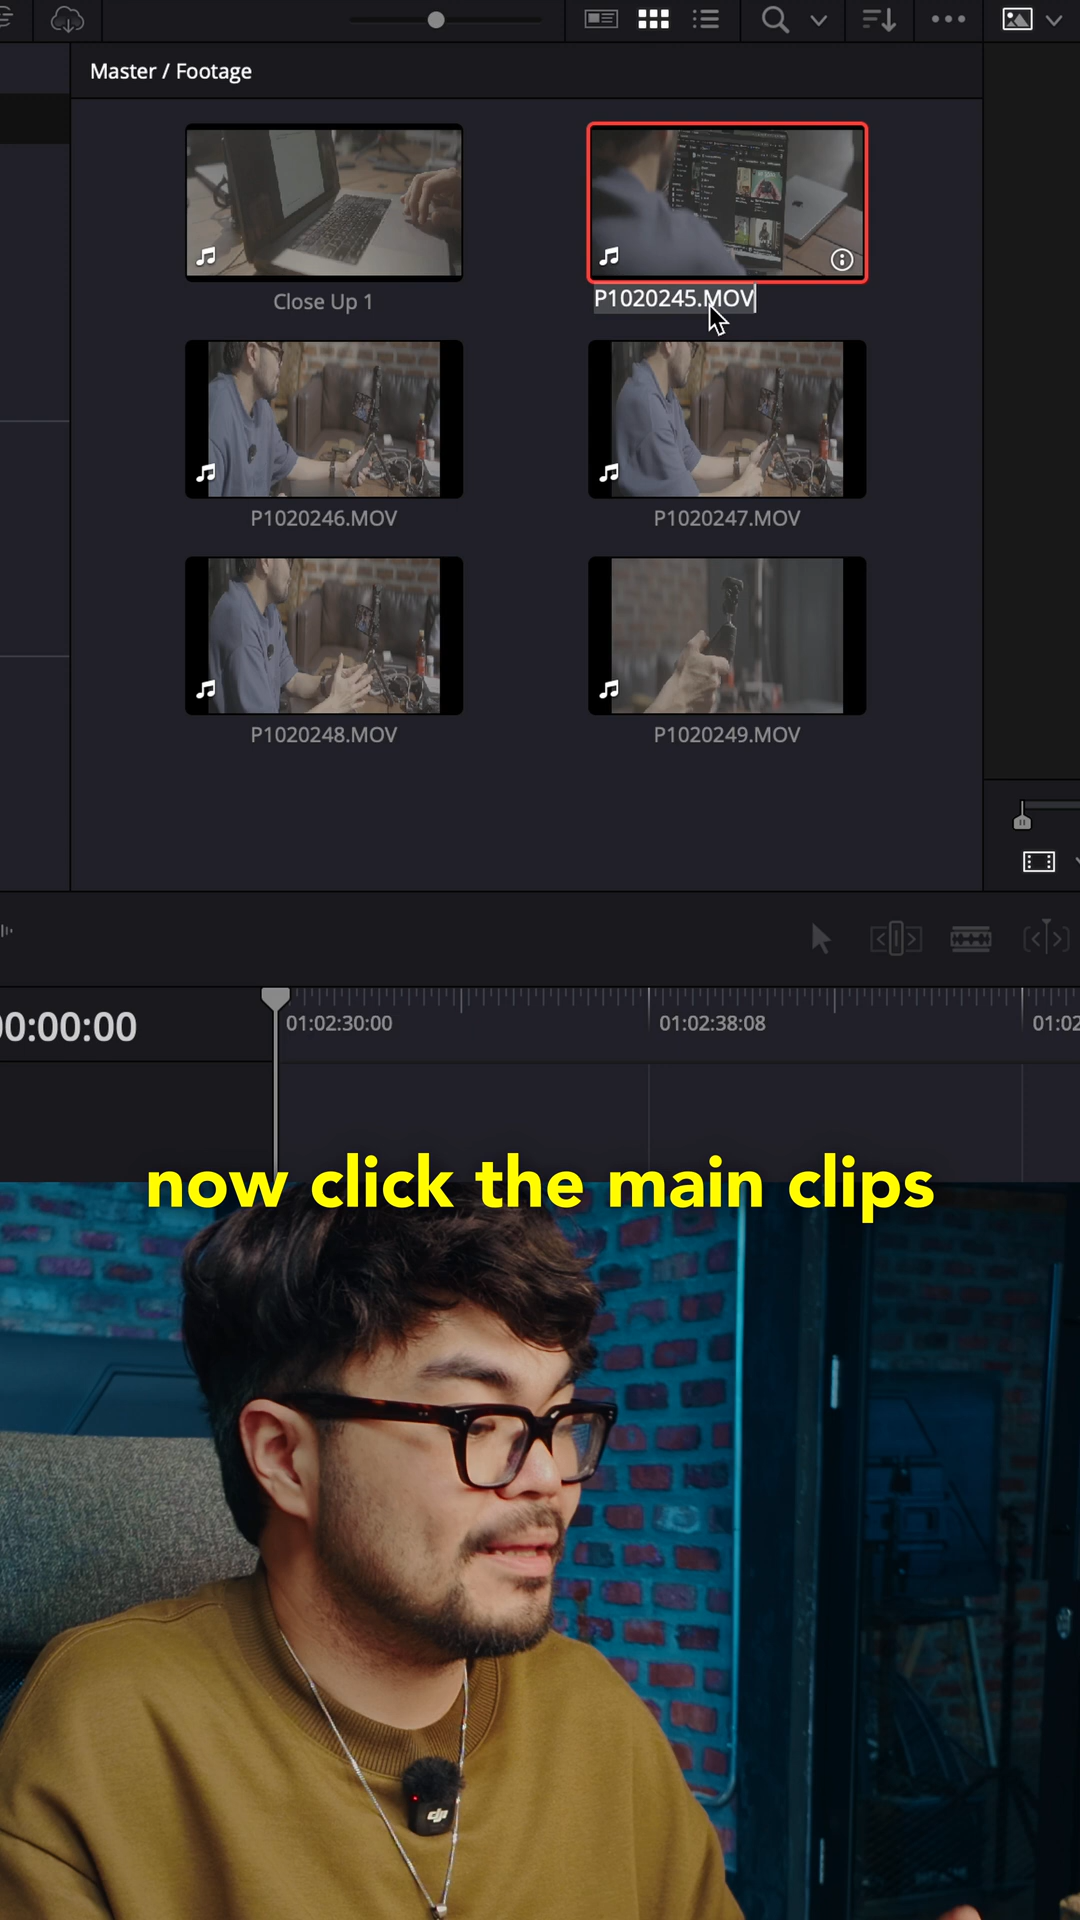 Master / Footage
Close Up 1
P1020245.MOV
P1020246.MOV
P1020247.MOV
P1020248.MOV
P1020249.MOV
00:00:00
01:02:30:00
01:02:38:08
01:02
now click the main clips
dji